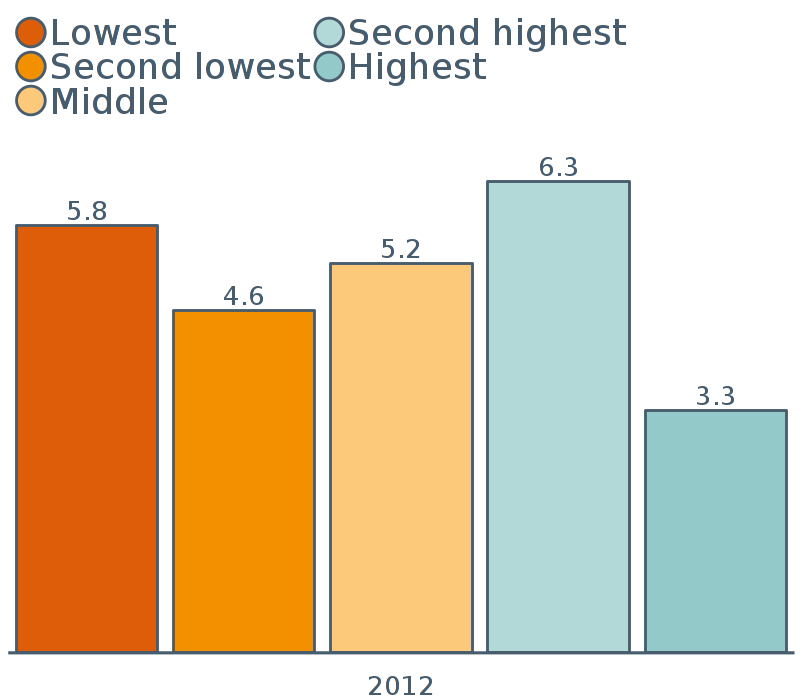 Lowest
Second lowest
Middle
Second highest
Highest
5.8
4.6
5.2
6.3
3.3
2012